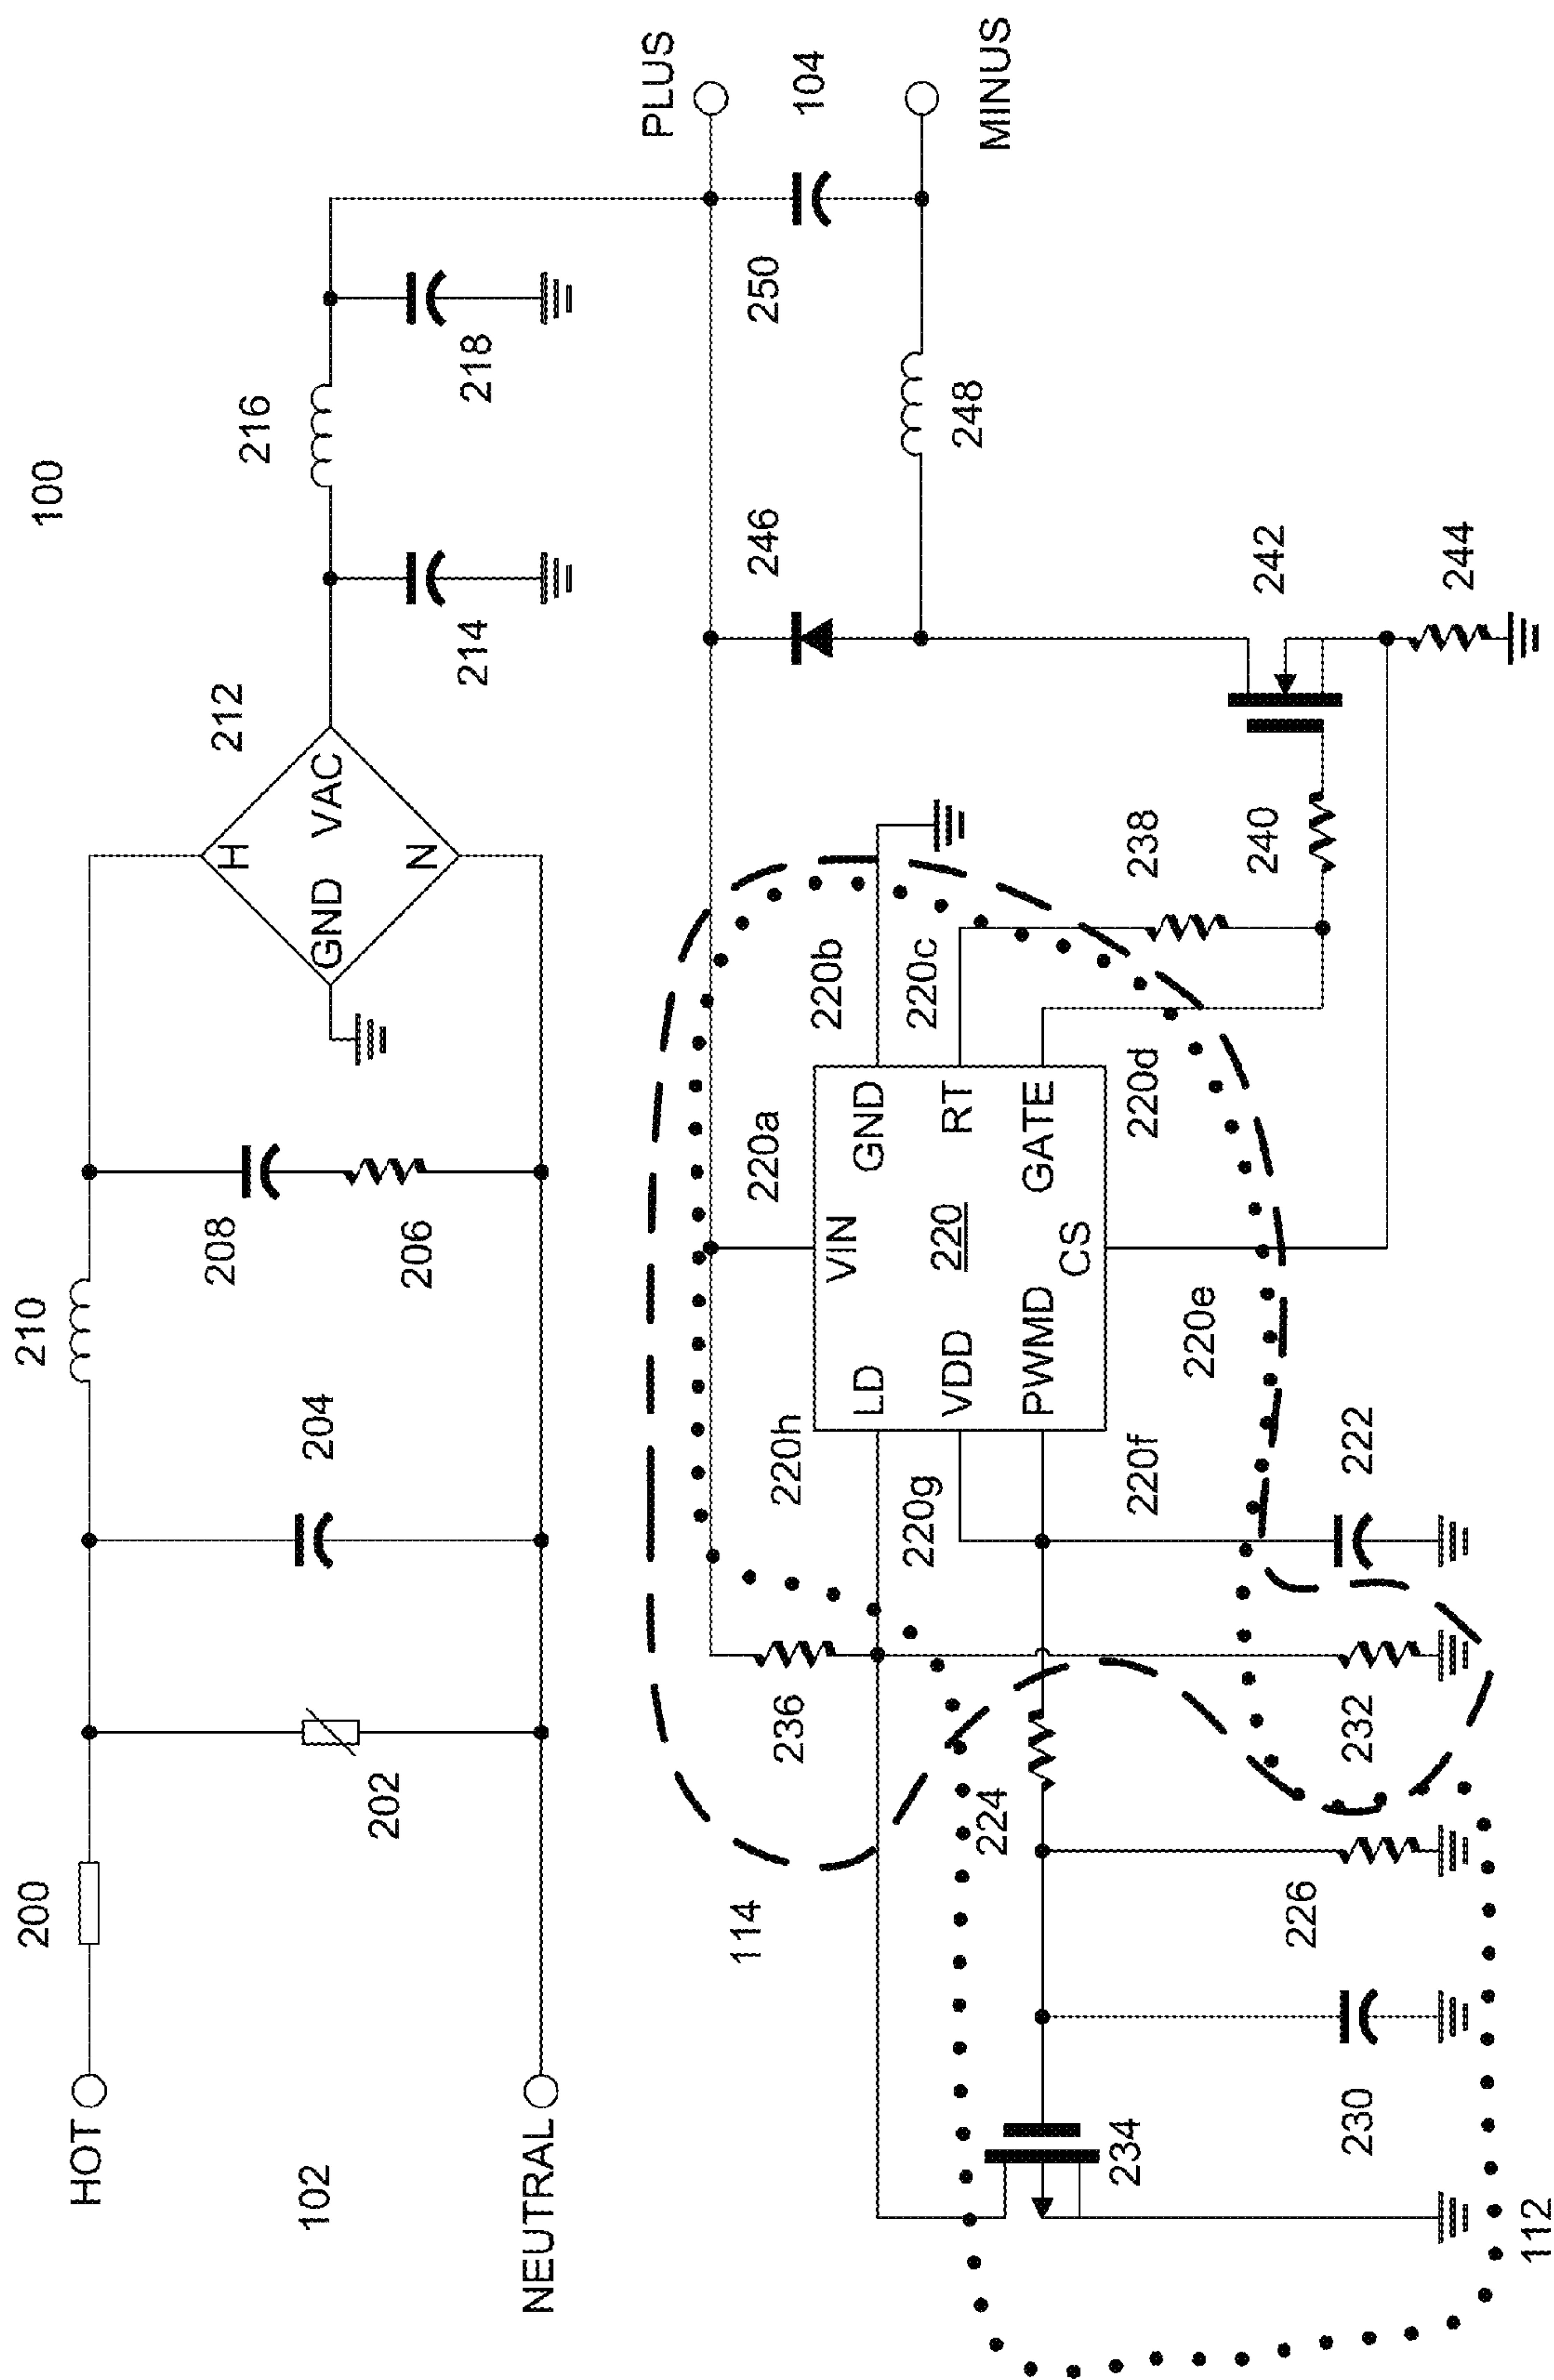 100
HOT
200
210
216
202
204
208
206
212
H
GND VAC
N
214
218
102
NEUTRAL
PLUS
104
MINUS
250
246
248
114
236
220h
220a
220b
220c
220g
220f
220e
220d
LD
VIN
GND
VDD
220
RT
PWMD
CS
GATE
238
240
242
244
224
234
230
226
232
222
112